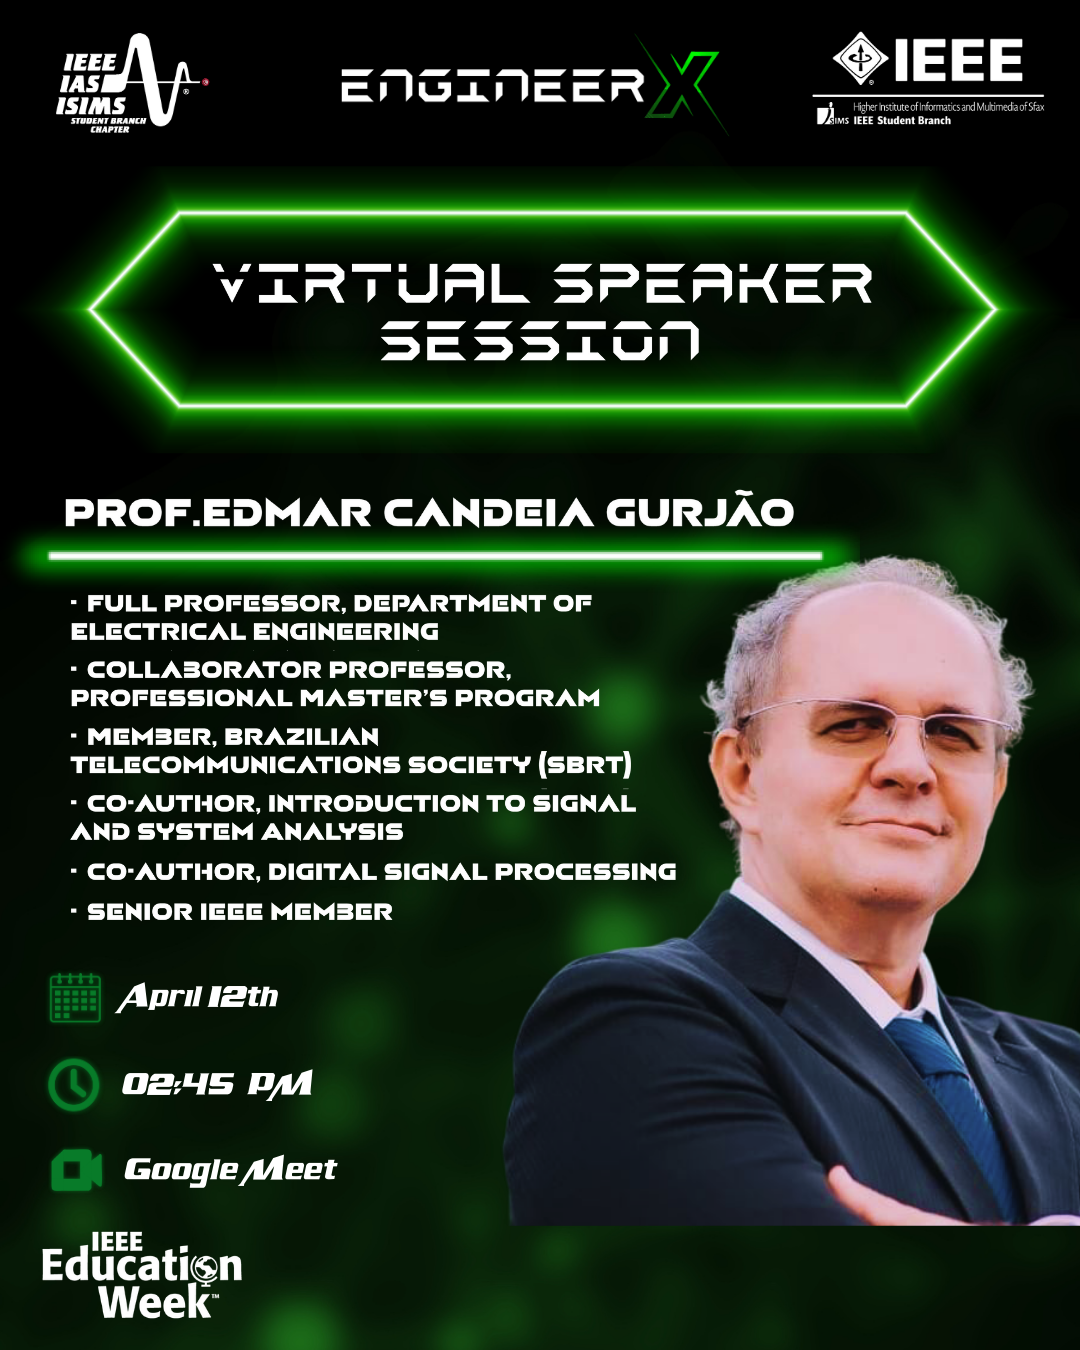 IEEE
IAS
ISIMS
STUDENT BRANCH
CHAPTER
®
ENGINEER X
IEEE
®
ISIMS
Higher Institute of Informatics and Multimedia of Sfax
IEEE Student Branch
VIRTUAL SPEAKER
SESSION
PROF.EDMAR CANDEIA GURJÃO
· FULL PROFESSOR, DEPARTMENT OF
ELECTRICAL ENGINEERING
· COLLABORATOR PROFESSOR,
PROFESSIONAL MASTER’S PROGRAM
· MEMBER, BRAZILIAN
TELECOMMUNICATIONS SOCIETY (SBRT)
· CO-AUTHOR, INTRODUCTION TO SIGNAL
AND SYSTEM ANALYSIS
· CO-AUTHOR, DIGITAL SIGNAL PROCESSING
· SENIOR IEEE MEMBER
April 12th
02:45 PM
Google Meet
IEEE
Education
Week™